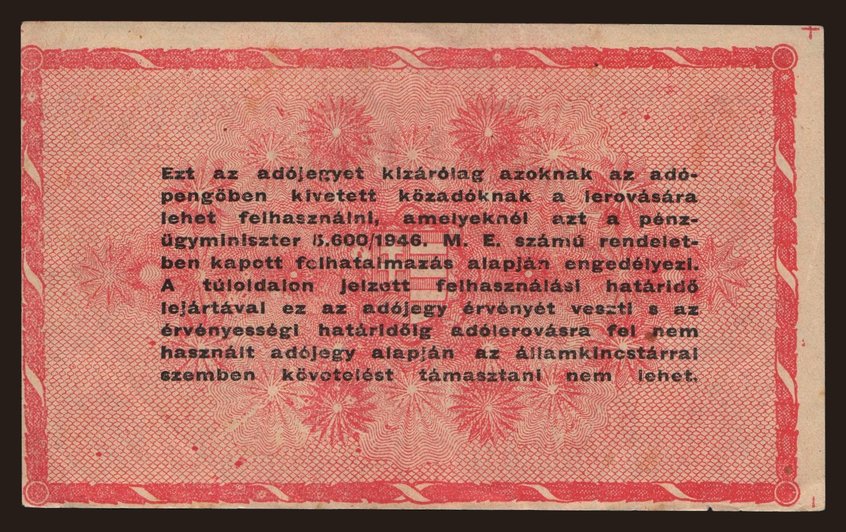 Ezt az adójegyet kizárólag azoknak az adó-
pengőben kivetett közadóknak a lerovására
lehet felhasználni, amelyeknél azt a pénz-
ügyminiszter 5.600/1946. M. E. számú rendelet-
ben kapott felhatalmazás alapján engedélyezi.
A túloldalon jelzett felhasználási határidő
lejártával ez az adójegy érvényét veszti s az
érvényességi határidőig adólerovásra fel nem
használt adójegy alapján az államkincstárral
szemben követelést támasztani nem lehet.